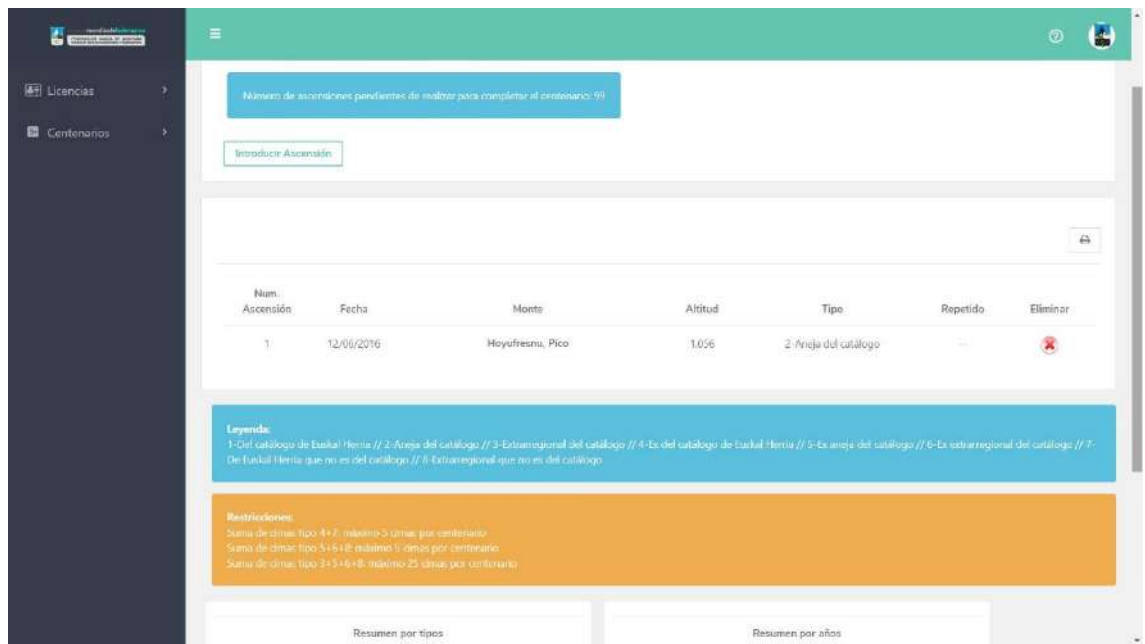 Licencias
Centenarios
Número de ascensiones pendientes de realizar para completar el centenario: 99
Introducir Ascensión
Num. Ascensión Fecha Monte Altitud Tipo Repetido Eliminar
1 12/06/2016 Hoyufresnu, Pico 1.056 2-Aneja del catálogo ---
Leyenda:
1-Del catálogo de Euskal Herria // 2-Aneja del catálogo // 3-Extrarregional del catálogo // 4-Ex del catálogo de Euskal Herria // 5-Ex aneja del catálogo // 6-Ex extrarregional del catálogo // 7-
De Euskal Herria que no es del catálogo // 8-Extrarregional que no es del catálogo
Restricciones:
Suma de cimas tipo 4+7: máximo 5 cimas por centenario
Suma de cimas tipo 5+6+8: máximo 5 cimas por centenario
Suma de cimas tipo 3+5+6+8: máximo 25 cimas por centenario
Resumen por tipos
Resumen por años